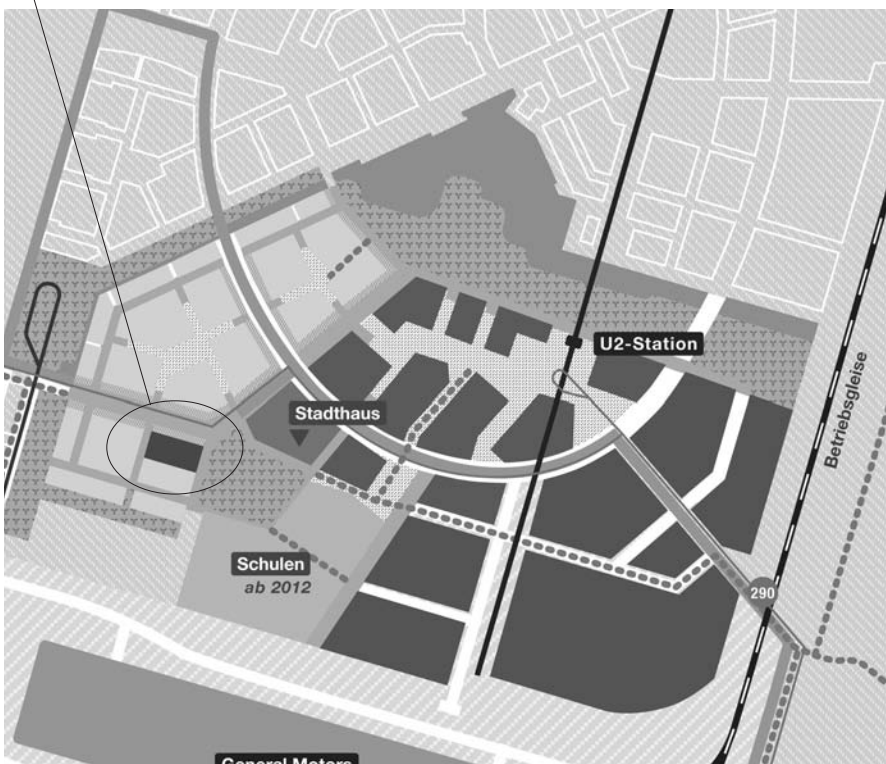 U2-Station
Betriebsgleise
Stadthaus
Schulen
ab 2012
290
General Motors